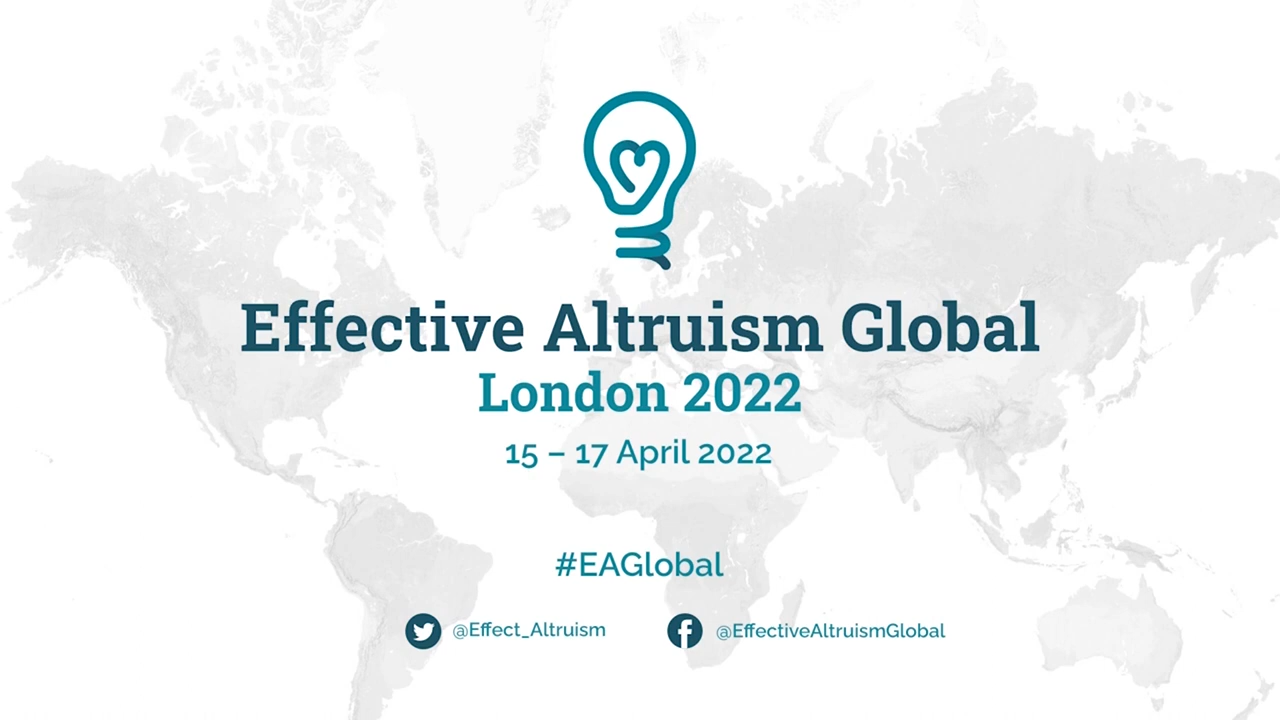 Effective Altruism Global
London 2022
15 – 17 April 2022
#EAGlobal
@Effect_Altruism
@EffectiveAltruismGlobal